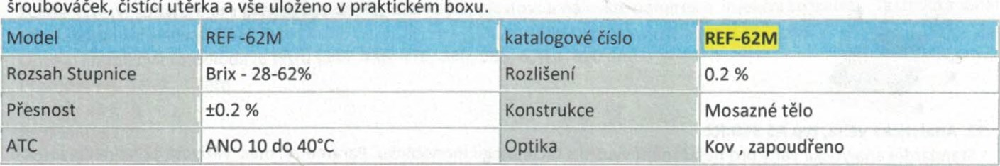 šroubováček, čistící utěrka a vše uloženo v praktickém boxu.
Model REF -62M katalogové číslo REF-62M
Rozsah Stupnice Brix - 28-62% Rozlišení 0.2 %
Přesnost ±0.2 % Konstrukce Mosazné tělo
ATC ANO 10 do 40°C Optika Kov , zapoudřeno